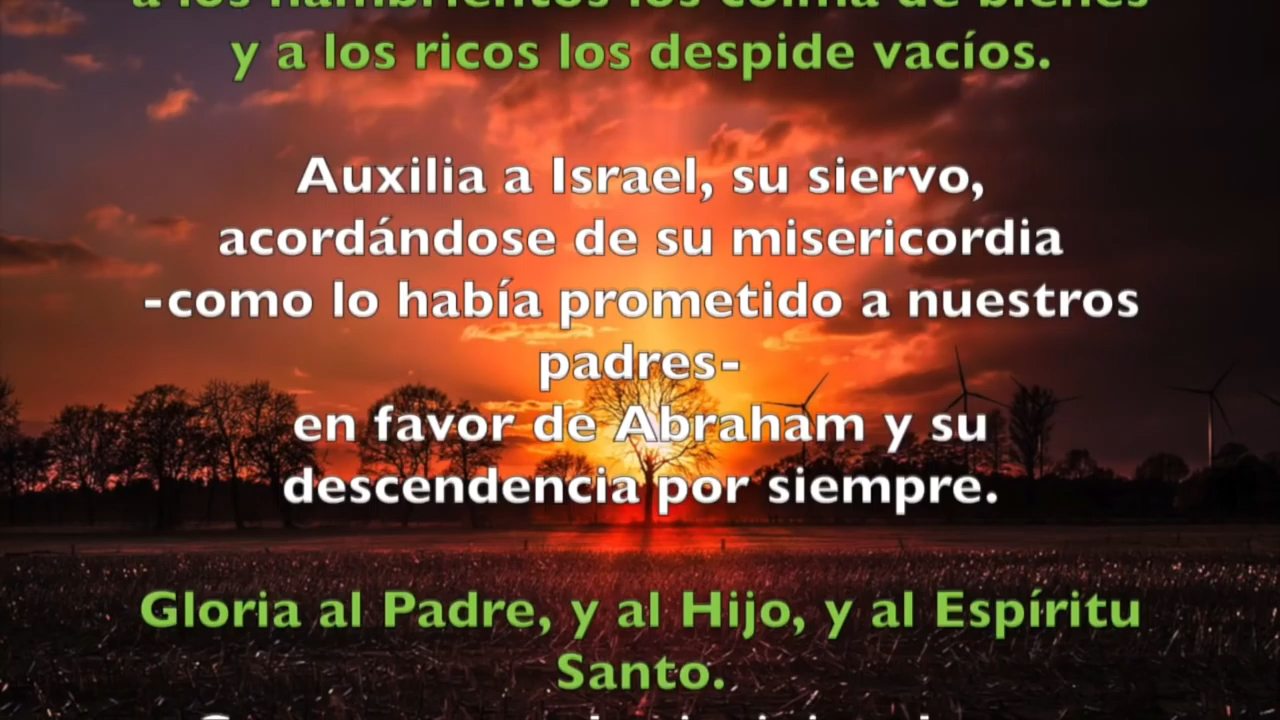 a los hambrientos los colma de bienes
y a los ricos los despide vacíos.
Auxilia a Israel, su siervo,
acordándose de su misericordia
-como lo había prometido a nuestros
padres-
en favor de Abraham y su
descendencia por siempre.
Gloria al Padre, y al Hijo, y al Espíritu
Santo.